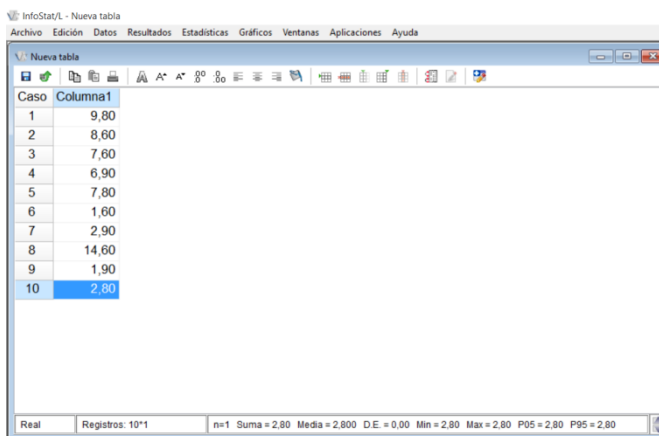 InfoStat/L - Nueva tabla
Archivo Edición Datos Resultados Estadísticas Gráficos Ventanas Aplicaciones Ayuda
Nueva tabla
Caso Columna1
1 9,80
2 8,60
3 7,60
4 6,90
5 7,80
6 1,60
7 2,90
8 14,60
9 1,90
10 2,80
Real Registros: 10*1 n=1 Suma = 2,80 Media = 2,800 D.E. = 0,00 Min = 2,80 Max = 2,80 P05 = 2,80 P95 = 2,80